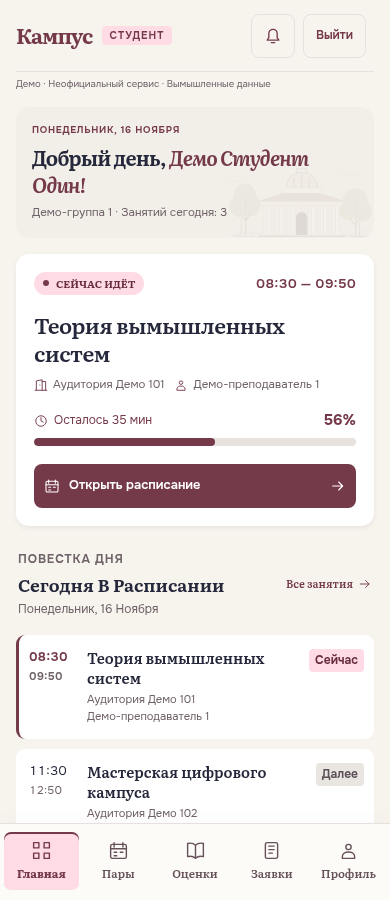 Кампус СТУДЕНТ Выйти
Демо · Неофициальный сервис · Вымышленные данные
ПОНЕДЕЛЬНИК, 16 НОЯБРЯ
Добрый день, Демо Студент
Один!
Демо-группа 1 · Занятий сегодня: 3
СЕЙЧАС ИДЁТ 08:30 — 09:50
Теория вымышленных
систем
Аудитория Демо 101 Демо-преподаватель 1
Осталось 35 мин 56%
Открыть расписание
ПОВЕСТКА ДНЯ
Сегодня В Расписании Все занятия
Понедельник, 16 Ноября
08:30 Теория вымышленных Сейчас
09:50 систем
Аудитория Демо 101
Демо-преподаватель 1
11:30 Мастерская цифрового Далее
12:50 кампуса
Аудитория Демо 102
Главная Пары Оценки Заявки Профиль